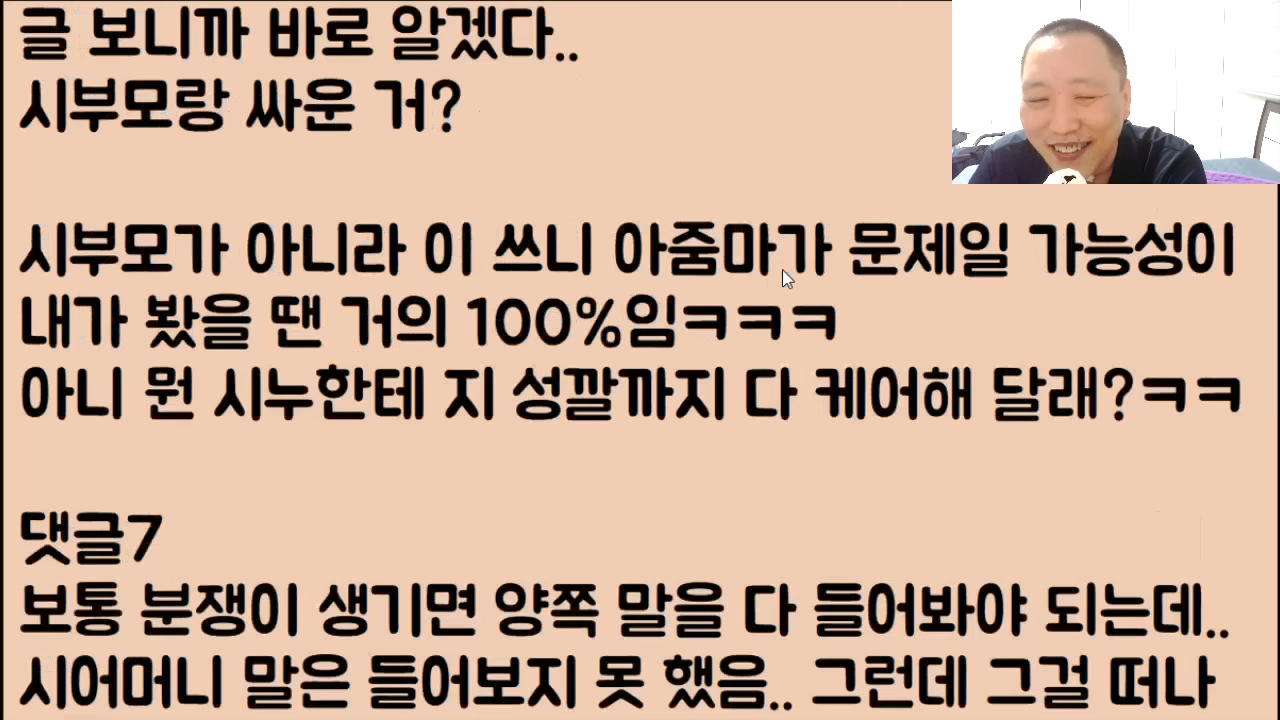 글 보니까 바로 알겠다..
시부모랑 싸운 거?
시부모가 아니라 이 쓰니 아줌마가 문제일 가능성이
내가 봤을 땐 거의 100%임ㅋㅋㅋ
아니 뭔 시누한테 지 성깔까지 다 케어해 달래?ㅋㅋ
댓글7
보통 분쟁이 생기면 양쪽 말을 다 들어봐야 되는데..
시어머니 말은 들어보지 못 했음.. 그런데 그걸 떠나